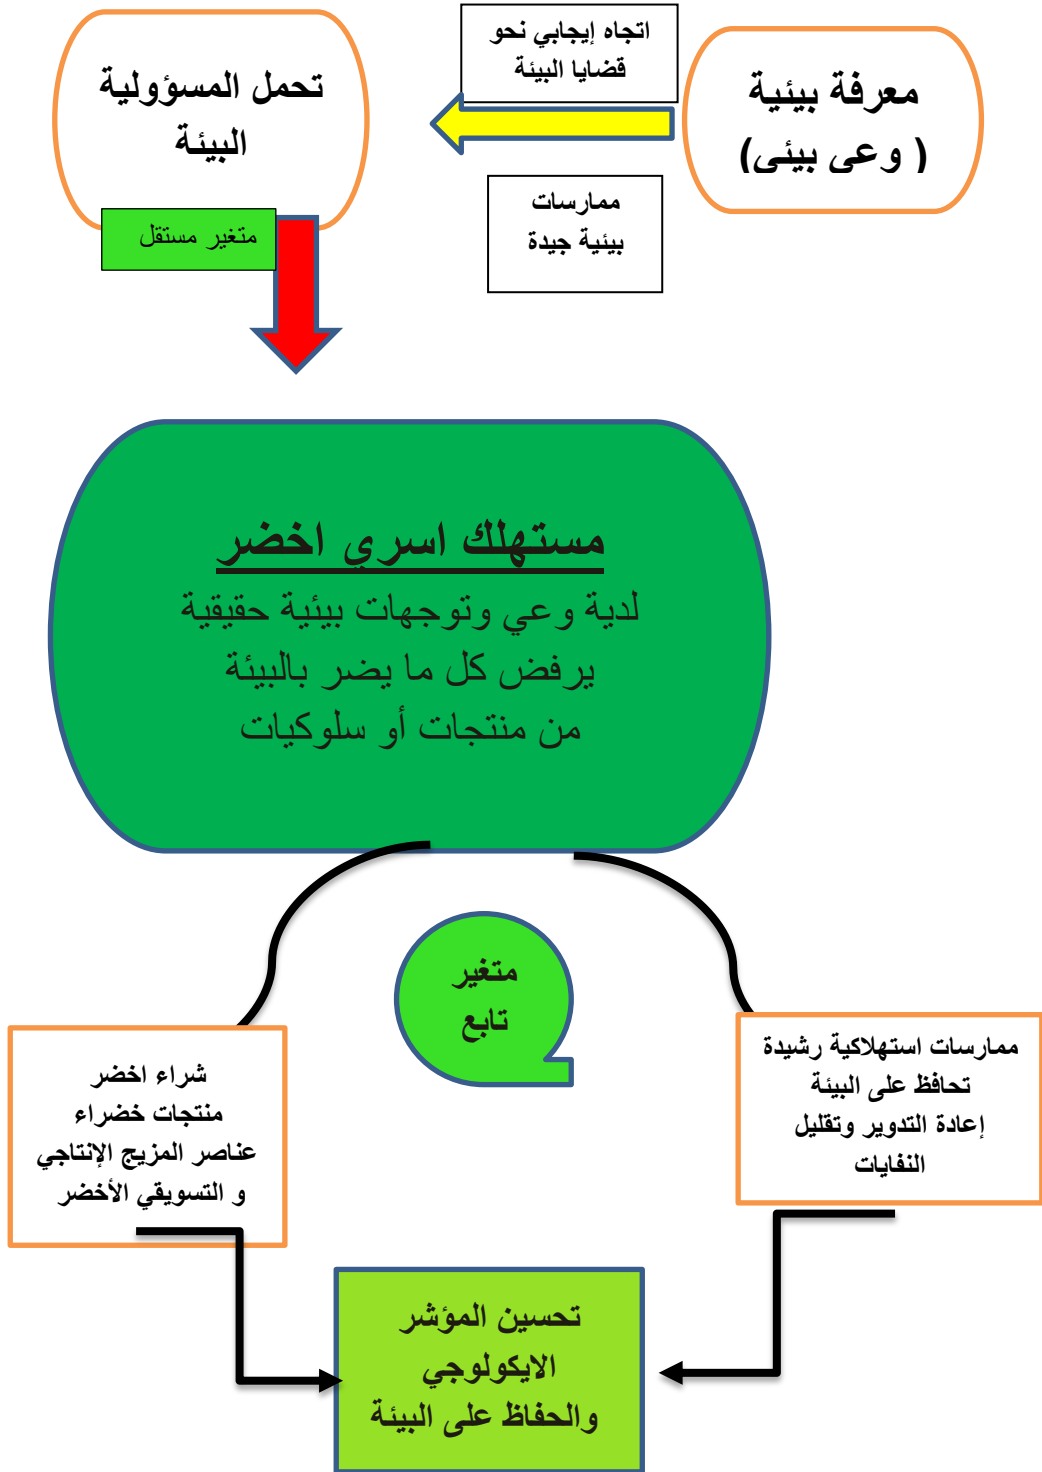 معرفة بيئية
( وعى بيئى)
اتجاه إيجابي نحو
قضايا البيئة
ممارسات
بيئية جيدة
تحمل المسؤولية
البيئة
متغير مستقل
مستهلك اسري اخضر
لدية وعي وتوجهات بيئية حقيقية
يرفض كل ما يضر بالبيئة
من منتجات أو سلوكيات
متغير
تابع
ممارسات استهلاكية رشيدة
تحافظ على البيئة
إعادة التدوير وتقليل
النفايات
شراء اخضر
منتجات خضراء
عناصر المزيج الإنتاجي
و التسويقي الأخضر
تحسين المؤشر
الايكولوجي
والحفاظ على البيئة